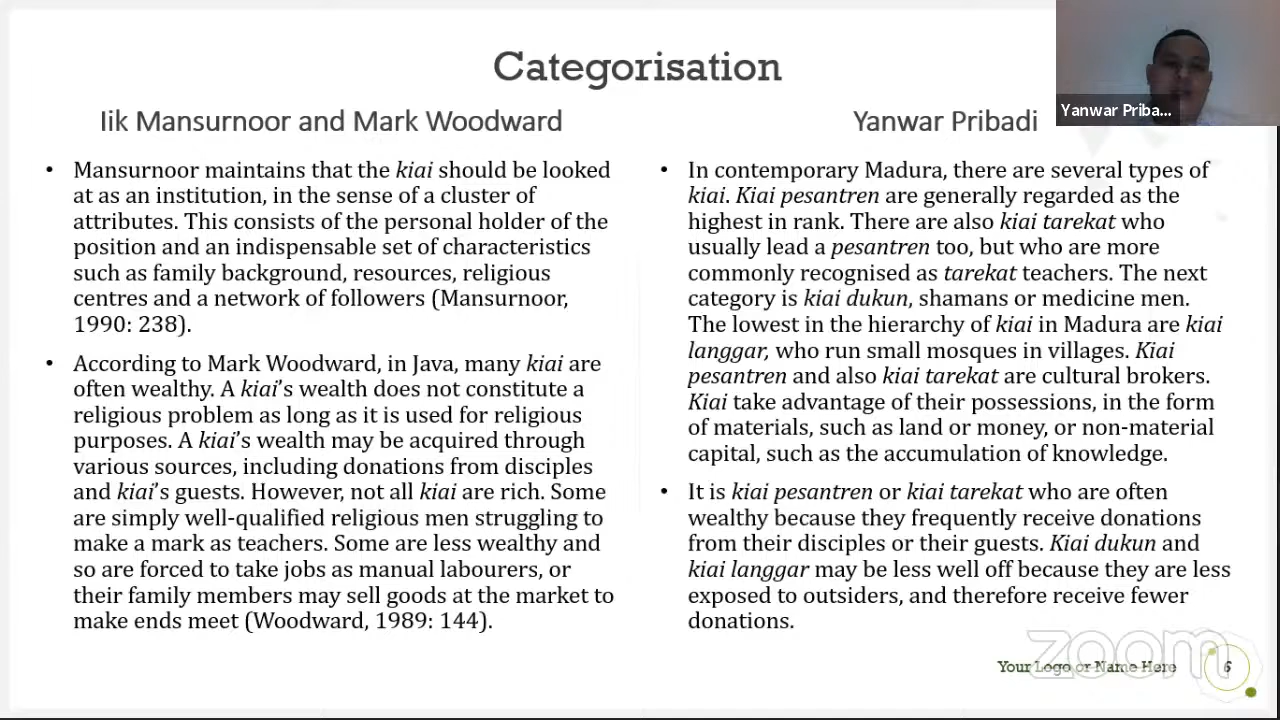 Categorisation
Iik Mansurnoor and Mark Woodward
• Mansurnoor maintains that the kiai should be looked
at as an institution, in the sense of a cluster of
attributes. This consists of the personal holder of the
position and an indispensable set of characteristics
such as family background, resources, religious
centres and a network of followers (Mansurnoor,
1990: 238).
• According to Mark Woodward, in Java, many kiai are
often wealthy. A kiai's wealth does not constitute a
religious problem as long as it is used for religious
purposes. A kiai's wealth may be acquired through
various sources, including donations from disciples
and kiai's guests. However, not all kiai are rich. Some
are simply well-qualified religious men struggling to
make a mark as teachers. Some are less wealthy and
so are forced to take jobs as manual labourers, or
their family members may sell goods at the market to
make ends meet (Woodward, 1989: 144).
Yanwar Pribadi
• In contemporary Madura, there are several types of
kiai. Kiai pesantren are generally regarded as the
highest in rank. There are also kiai tarekat who
usually lead a pesantren too, but who are more
commonly recognised as tarekat teachers. The next
category is kiai dukun, shamans or medicine men.
The lowest in the hierarchy of kiai in Madura are kiai
langgar, who run small mosques in villages. Kiai
pesantren and also kiai tarekat are cultural brokers.
Kiai take advantage of their possessions, in the form
of materials, such as land or money, or non-material
capital, such as the accumulation of knowledge.
• It is kiai pesantren or kiai tarekat who are often
wealthy because they frequently receive donations
from their disciples or their guests. Kiai dukun and
kiai langgar may be less well off because they are less
exposed to outsiders, and therefore receive fewer
donations.
Yanwar Priba...
zoom
Your Logo or Name Here
6